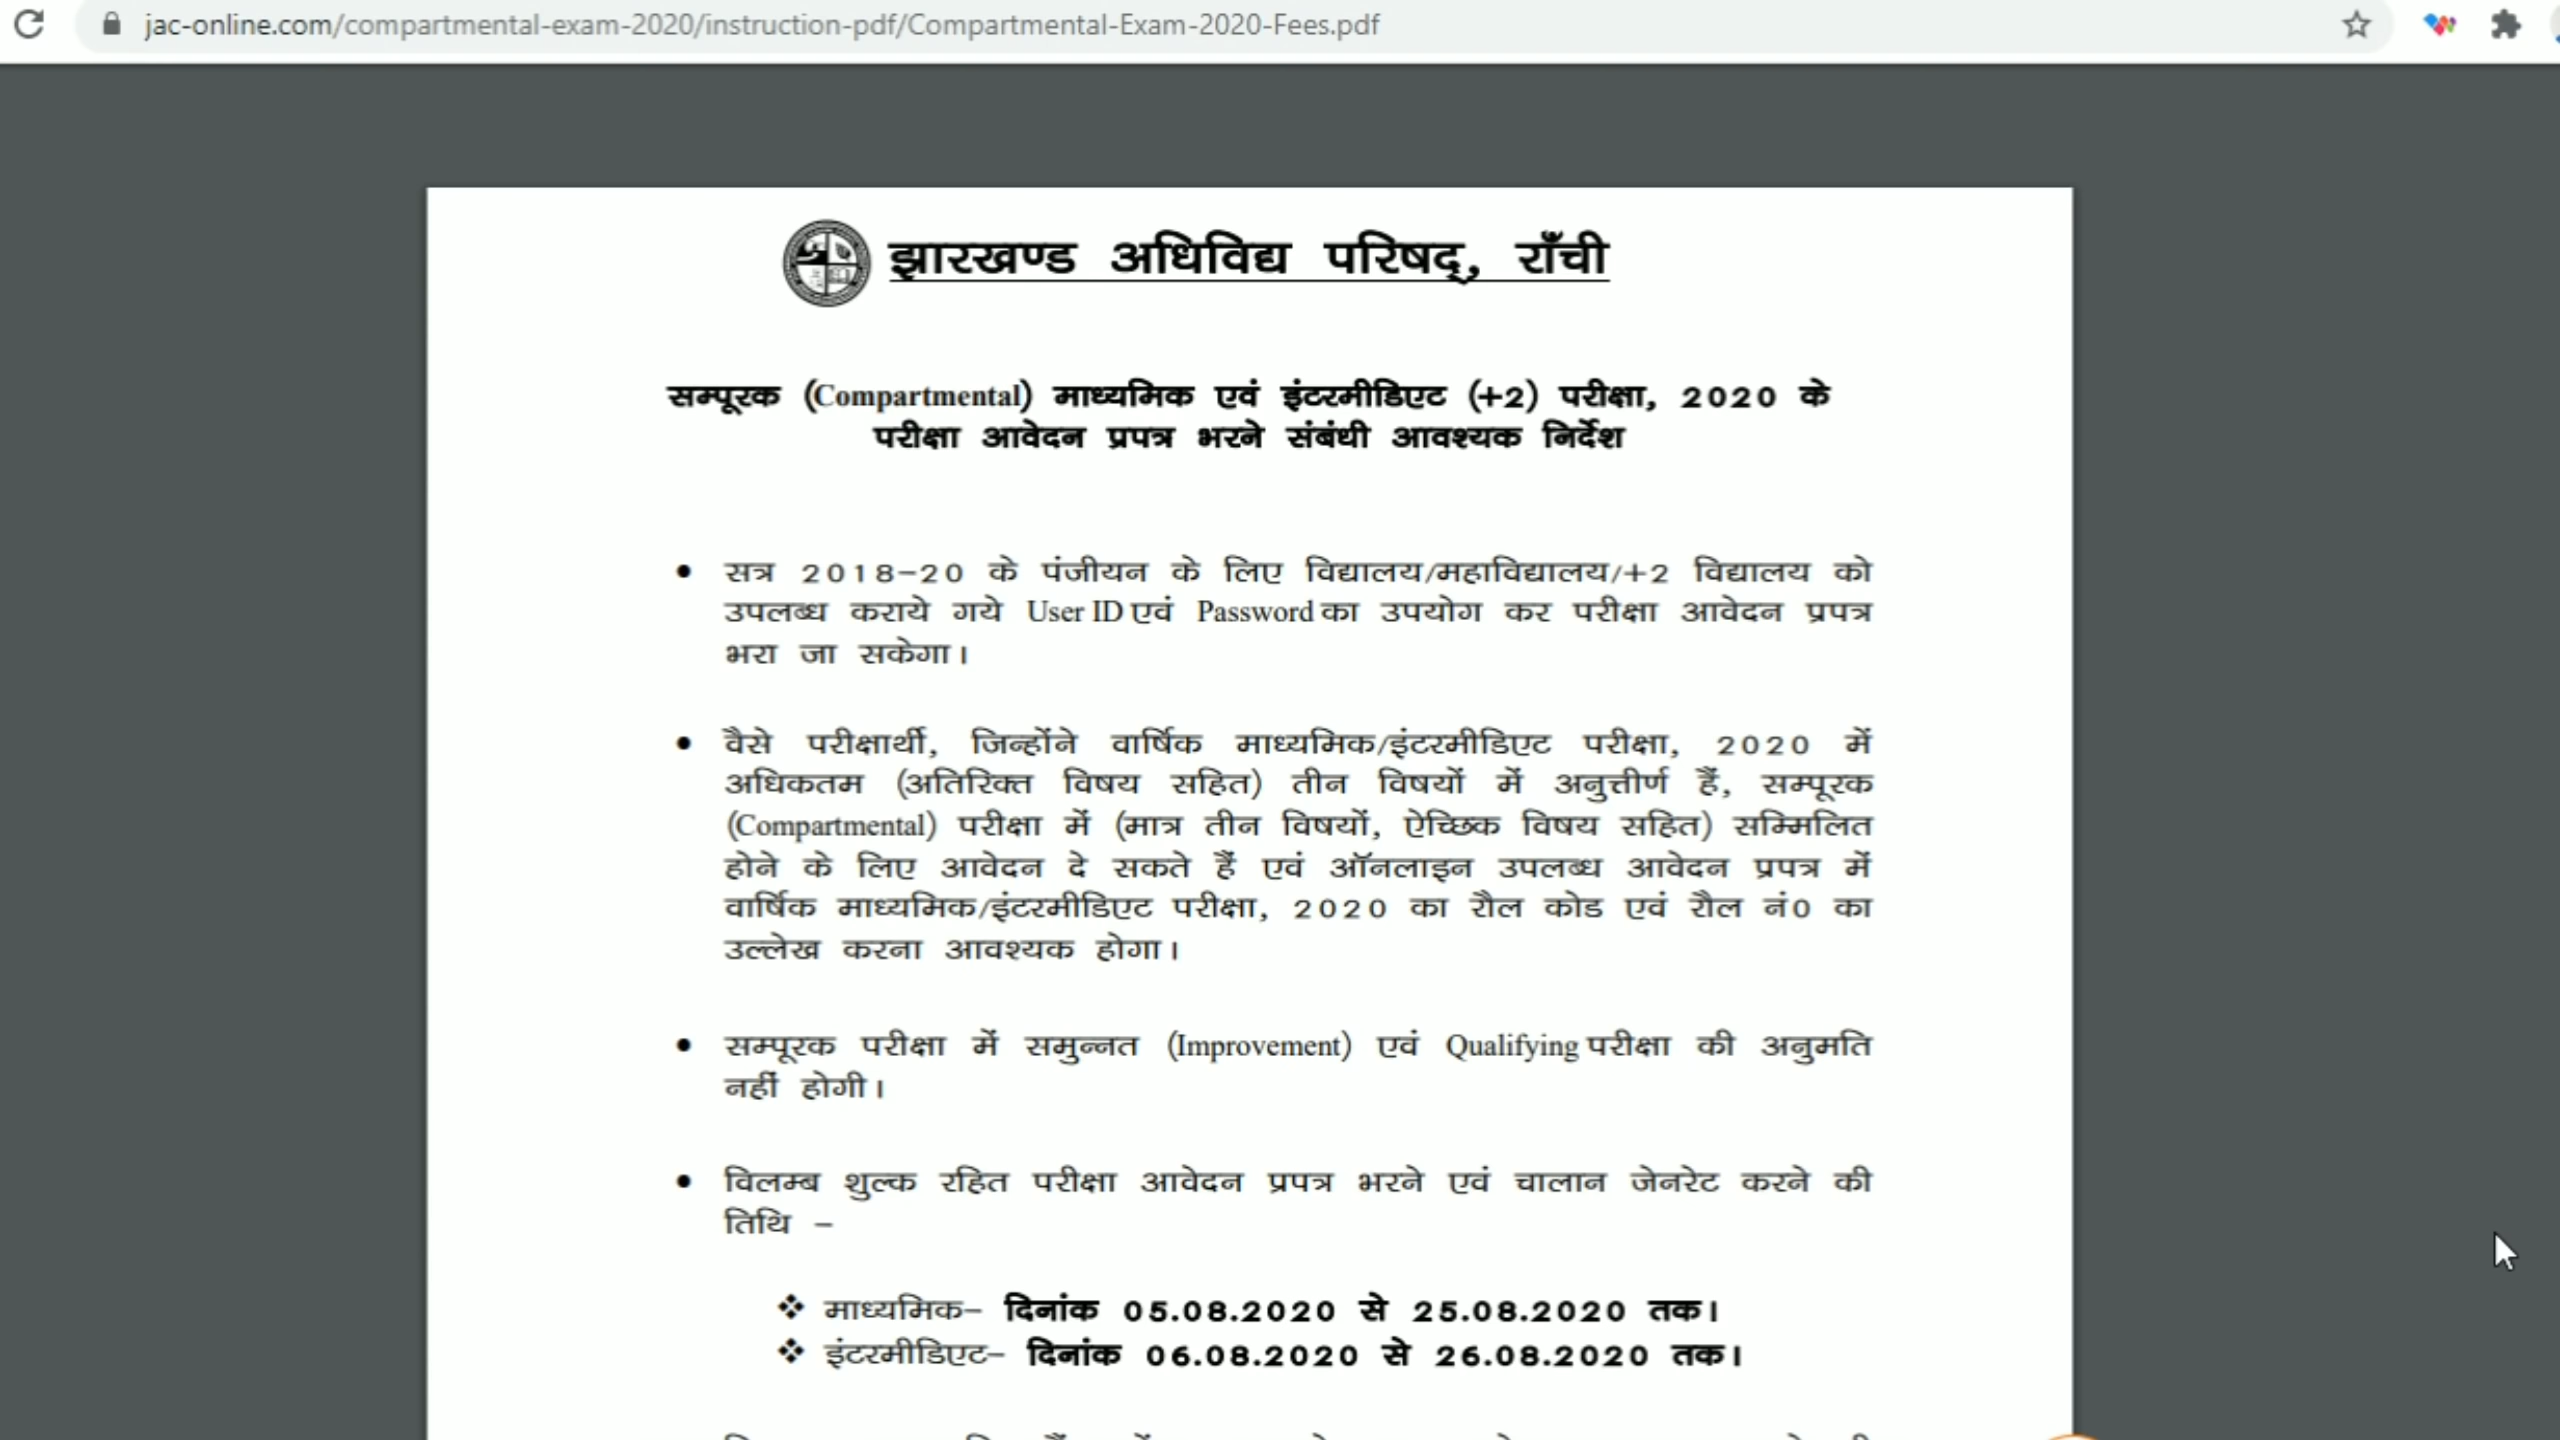 jac-online.com/compartmental-exam-2020/instruction-pdf/Compartmental-Exam-2020-Fees.pdf
झारखण्ड अधिविद्य परिषद्, राँची
सम्पूरक (Compartmental) माध्यमिक एवं इंटरमीडिएट (+2) परीक्षा, 2020 के
परीक्षा आवेदन प्रपत्र भरने संबंधी आवश्यक निर्देश
• सत्र 2018-20 के पंजीयन के लिए विद्यालय/महाविद्यालय/+2 विद्यालय को
उपलब्ध कराये गये User ID एवं Password का उपयोग कर परीक्षा आवेदन प्रपत्र
भरा जा सकेगा।
• वैसे परीक्षार्थी, जिन्होंने वार्षिक माध्यमिक/इंटरमीडिएट परीक्षा, 2020 में
अधिकतम (अतिरिक्त विषय सहित) तीन विषयों में अनुत्तीर्ण हैं, सम्पूरक
(Compartmental) परीक्षा में (मात्र तीन विषयों, ऐच्छिक विषय सहित) सम्मिलित
होने के लिए आवेदन दे सकते हैं एवं ऑनलाइन उपलब्ध आवेदन प्रपत्र में
वार्षिक माध्यमिक/इंटरमीडिएट परीक्षा, 2020 का रौल कोड एवं रौल नं0 का
उल्लेख करना आवश्यक होगा।
• सम्पूरक परीक्षा में समुन्नत (Improvement) एवं Qualifying परीक्षा की अनुमति
नहीं होगी।
• विलम्ब शुल्क रहित परीक्षा आवेदन प्रपत्र भरने एवं चालान जेनरेट करने की
तिथि –
❖ माध्यमिक– दिनांक 05.08.2020 से 25.08.2020 तक।
❖ इंटरमीडिएट– दिनांक 06.08.2020 से 26.08.2020 तक।